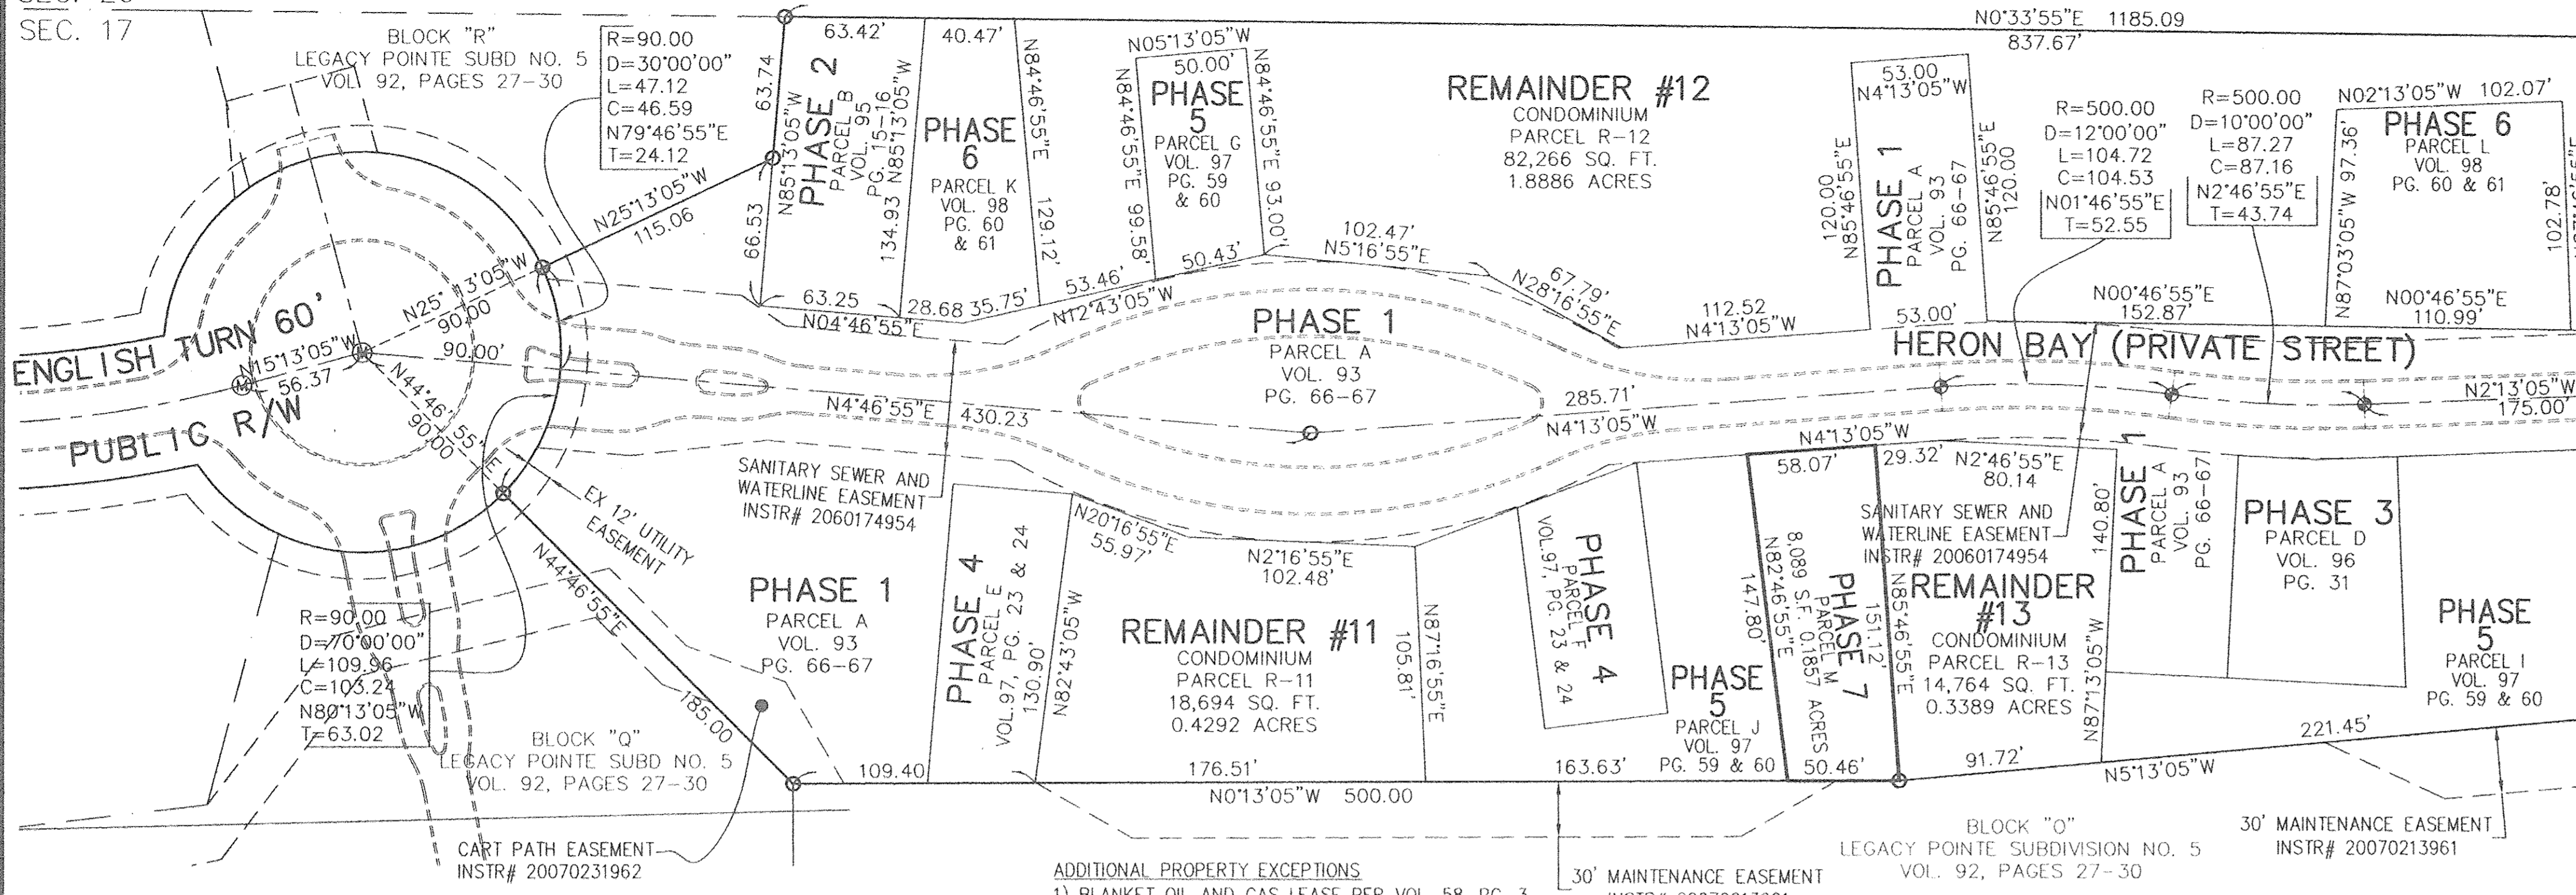 SEC. 17
BLOCK "R"
LEGACY POINTE SUBD NO. 5
VOL. 92, PAGES 27-30
R=90.00
D=30°00'00"
L=47.12
C=46.59
N79°46'55"E
T=24.12
63.74
63.42'
N85°13'05"W
66.53
PHASE 2
PARCEL B
VOL. 95
PG. 15-16
N85°13'05"W
134.93
40.47'
PHASE
6
PARCEL K
VOL. 98
PG. 60
& 61
N84°46'55"E
129.12'
N05°13'05"W
50.00'
N84°46'55"E 99.58'
PHASE
5
PARCEL G
VOL. 97
PG. 59
& 60
N84°46'55"E 93.00'
REMAINDER #12
CONDOMINIUM
PARCEL R-12
82,266 SQ. FT.
1.8886 ACRES
N0°33'55"E 1185.09
837.67'
53.00
N4°13'05"W
120.00
N85°46'55"E
PHASE 1
PARCEL A
VOL. 93
PG. 66-67
N85°46'55"E
120.00
R=500.00
D=12°00'00"
L=104.72
C=104.53
N01°46'55"E
T=52.55
R=500.00
D=10°00'00"
L=87.27
C=87.16
N2°46'55"E
T=43.74
N02°13'05"W 102.07'
N87°03'05"W 97.36'
PHASE 6
PARCEL L
VOL. 98
PG. 60 & 61
102.78'
N25°13'05"W
115.06
N25°13'05"W
90.00
63.25
N04°46'55"E
28.68
35.75'
53.46'
N12°43'05"W
50.43'
102.47'
N5°16'55"E
67.79'
N28°16'55"E
112.52
N4°13'05"W
53.00'
N00°46'55"E
152.87'
N00°46'55"E
110.99'
ENGLISH TURN 60'
PUBLIC R/W
N15°13'05"W
56.37
90.00'
N44°46'55"E
90.00
N4°46'55"E
430.23
PHASE 1
PARCEL A
VOL. 93
PG. 66-67
285.71'
N4°13'05"W
HERON BAY (PRIVATE STREET)
N2°13'05"W
175.00'
SANITARY SEWER AND
WATERLINE EASEMENT
INSTR# 2060174954
EX 12' UTILITY
EASEMENT
N44°46'55"E
185.00
PHASE 1
PARCEL A
VOL. 93
PG. 66-67
PHASE 4
PARCEL E
VOL.97, PG. 23 & 24
130.90'
N82°43'05"W
N20°16'55"E
55.97'
N2°16'55"E
102.48'
REMAINDER #11
CONDOMINIUM
PARCEL R-11
18,694 SQ. FT.
0.4292 ACRES
105.81'
N87°16'55"E
PHASE 4
PARCEL F
VOL.97, PG. 23 & 24
PHASE
5
PARCEL J
VOL. 97
PG. 59 & 60
N4°13'05"W
58.07'
147.80'
N82°46'55"E
8,089 S.F. 0.1857 ACRES
PARCEL M
PHASE 7
151.12'
N85°46'55"E
50.46'
29.32'
N2°46'55"E
80.14
SANITARY SEWER AND
WATERLINE EASEMENT
INSTR# 20060174954
REMAINDER
#13
CONDOMINIUM
PARCEL R-13
14,764 SQ. FT.
0.3389 ACRES
140.80'
N87°13'05"W
PHASE 1
PARCEL A
VOL. 93
PG. 66-67
PHASE 3
PARCEL D
VOL. 96
PG. 31
PHASE
5
PARCEL I
VOL. 97
PG. 59 & 60
R=90.00
D=70°00'00"
L=109.96
C=103.24
N80°13'05"W
T=63.02
BLOCK "Q"
LEGACY POINTE SUBD NO. 5
VOL. 92, PAGES 27-30
109.40
176.51'
163.63'
N0°13'05"W 500.00
91.72'
N5°13'05"W
221.45'
CART PATH EASEMENT
INSTR# 20070231962
ADDITIONAL PROPERTY EXCEPTIONS
1) BLANKET OIL AND GAS LEASE PER VOL. 58, PG. 3
30' MAINTENANCE EASEMENT
BLOCK "O"
LEGACY POINTE SUBDIVISION NO. 5
VOL. 92, PAGES 27-30
30' MAINTENANCE EASEMENT
INSTR# 20070213961